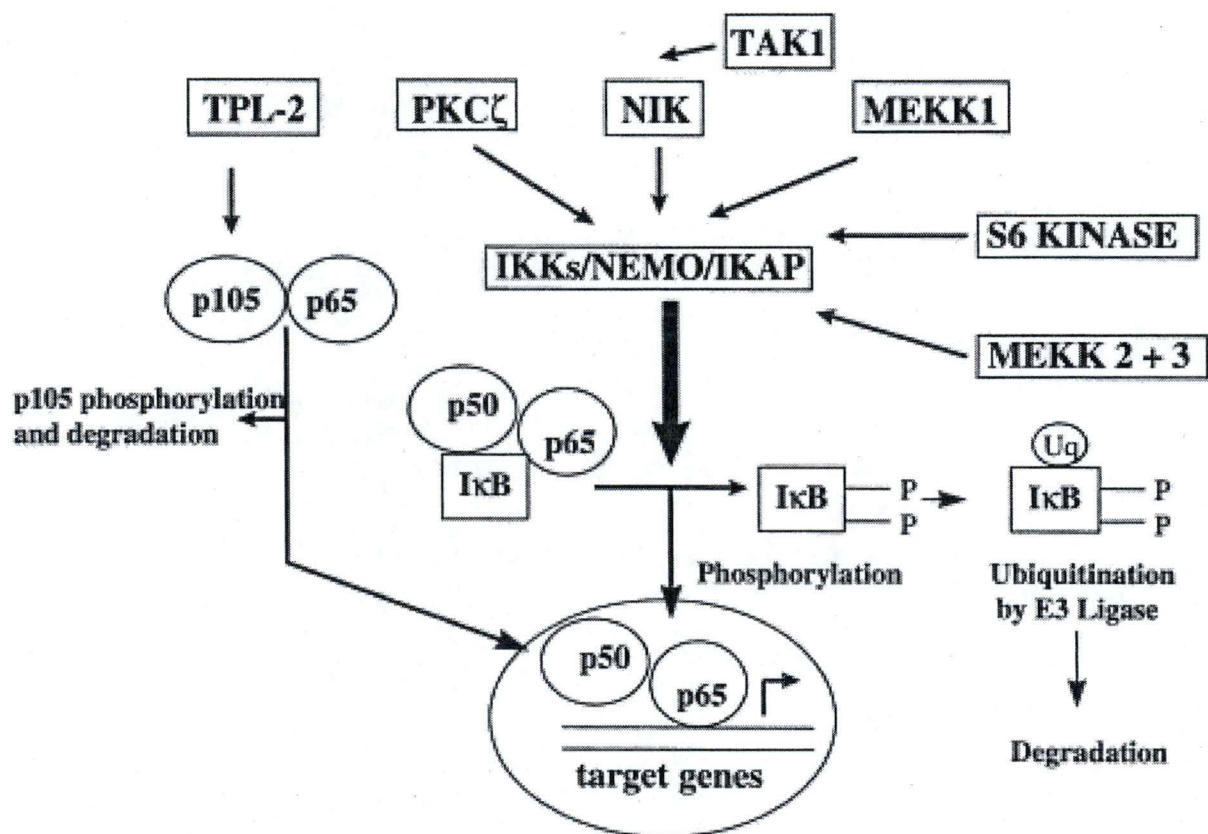 TAK1
TPL-2
PKCζ
NIK
MEKK1
S6 KINASE
IKKs/NEMO/IKAP
p105
p65
MEKK 2 + 3
p105 phosphorylation
and degradation
p50
p65
IκB
IκB
P
P
Uq
IκB
P
P
Phosphorylation
Ubiquitination
by E3 Ligase
p50
p65
target genes
Degradation